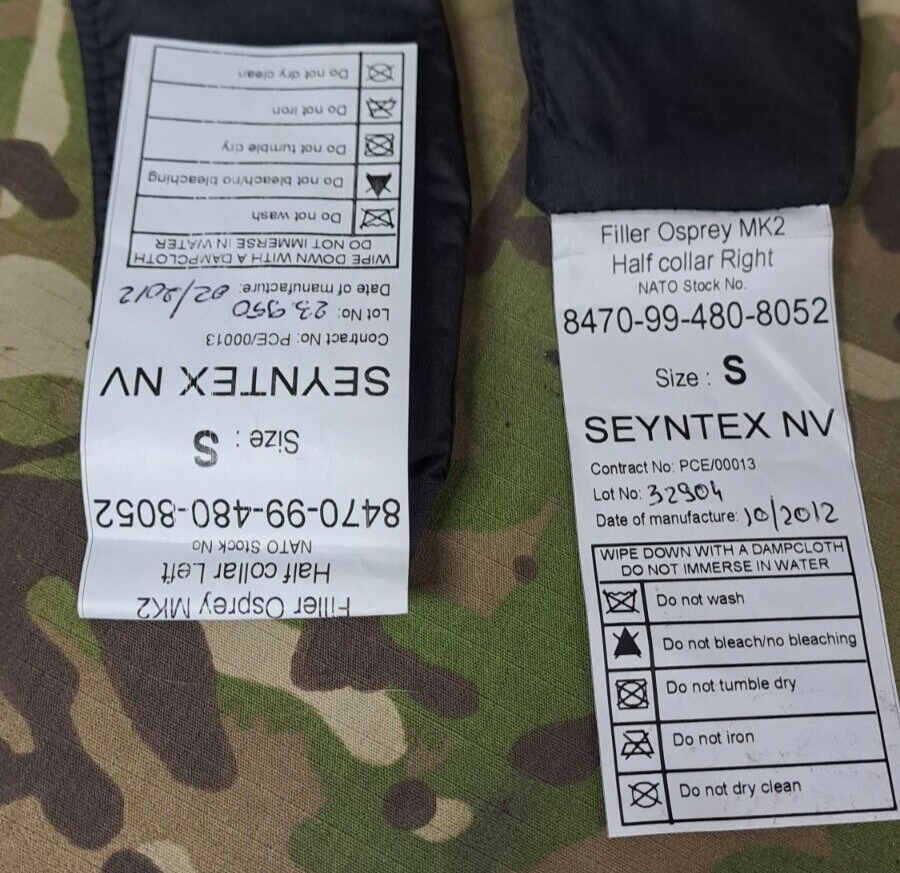 Filler Osprey MK2
Half collar Left
NATO Stock No
8470-99-480-8052
Size : S
SEYNTEX NV
Contract No: PCE/00013
Lot No: 23.950
Date of manufacture: 02/2012
WIPE DOWN WITH A DAMPCLOTH
DO NOT IMMERSE IN WATER
Do not wash
Do not bleach/no bleaching
Do not tumble dry
Do not iron
Do not dry clean
Filler Osprey MK2
Half collar Right
NATO Stock No.
8470-99-480-8052
Size : S
SEYNTEX NV
Contract No: PCE/00013
Lot No: 32904
Date of manufacture: 10/2012
WIPE DOWN WITH A DAMPCLOTH
DO NOT IMMERSE IN WATER
Do not wash
Do not bleach/no bleaching
Do not tumble dry
Do not iron
Do not dry clean